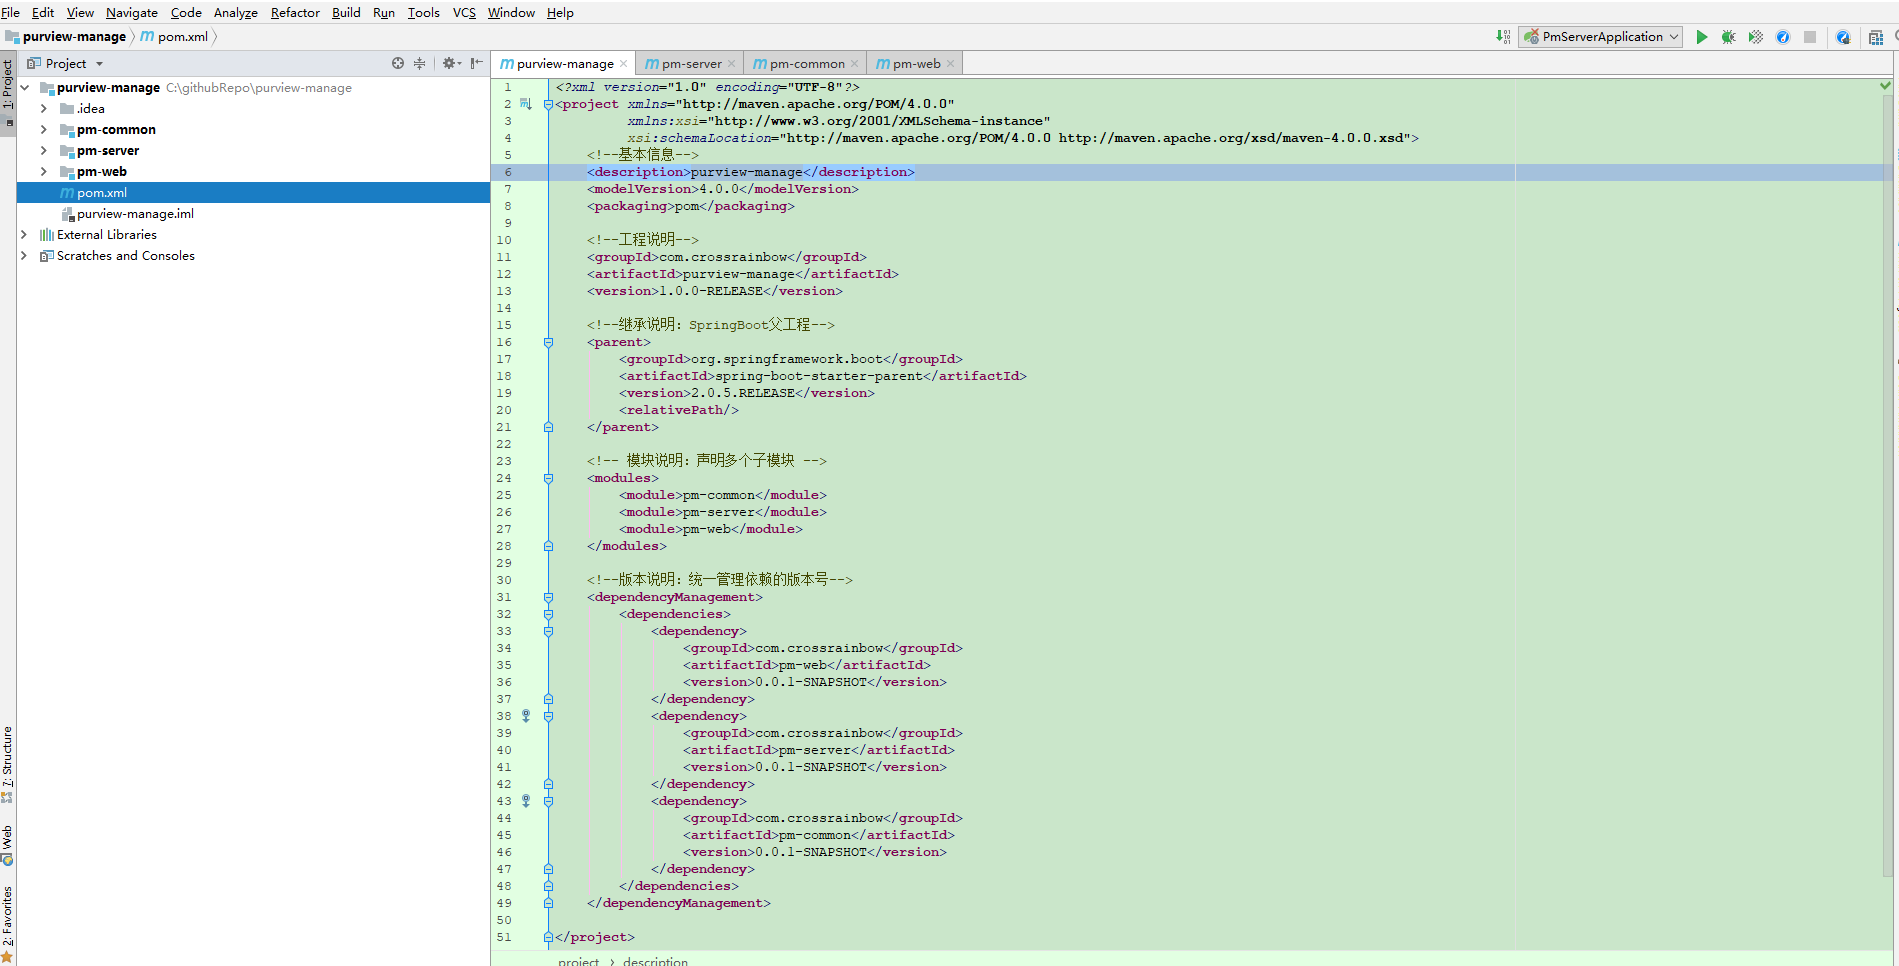 File Edit View Navigate Code Analyze Refactor Build Run Tools VCS Window Help
purview-manage pom.xml
PmServerApplication
Project
purview-manage pm-server pm-common pm-web
1: Project
7: Structure
Web
2: Favorites
purview-manage C:\githubRepo\purview-manage
.idea
pm-common
pm-server
pm-web
pom.xml
purview-manage.iml
External Libraries
Scratches and Consoles
1 <?xml version="1.0" encoding="UTF-8"?>
2 <project xmlns="http://maven.apache.org/POM/4.0.0"
3 xmlns:xsi="http://www.w3.org/2001/XMLSchema-instance"
4 xsi:schemaLocation="http://maven.apache.org/POM/4.0.0 http://maven.apache.org/xsd/maven-4.0.0.xsd">
5 <!--基本信息-->
6 <description>purview-manage</description>
7 <modelVersion>4.0.0</modelVersion>
8 <packaging>pom</packaging>
9
10 <!--工程说明-->
11 <groupId>com.crossrainbow</groupId>
12 <artifactId>purview-manage</artifactId>
13 <version>1.0.0-RELEASE</version>
14
15 <!--继承说明：SpringBoot父工程-->
16 <parent>
17 <groupId>org.springframework.boot</groupId>
18 <artifactId>spring-boot-starter-parent</artifactId>
19 <version>2.0.5.RELEASE</version>
20 <relativePath/>
21 </parent>
22
23 <!-- 模块说明：声明多个子模块 -->
24 <modules>
25 <module>pm-common</module>
26 <module>pm-server</module>
27 <module>pm-web</module>
28 </modules>
29
30 <!--版本说明：统一管理依赖的版本号-->
31 <dependencyManagement>
32 <dependencies>
33 <dependency>
34 <groupId>com.crossrainbow</groupId>
35 <artifactId>pm-web</artifactId>
36 <version>0.0.1-SNAPSHOT</version>
37 </dependency>
38 <dependency>
39 <groupId>com.crossrainbow</groupId>
40 <artifactId>pm-server</artifactId>
41 <version>0.0.1-SNAPSHOT</version>
42 </dependency>
43 <dependency>
44 <groupId>com.crossrainbow</groupId>
45 <artifactId>pm-common</artifactId>
46 <version>0.0.1-SNAPSHOT</version>
47 </dependency>
48 </dependencies>
49 </dependencyManagement>
50
51 </project>
project › description